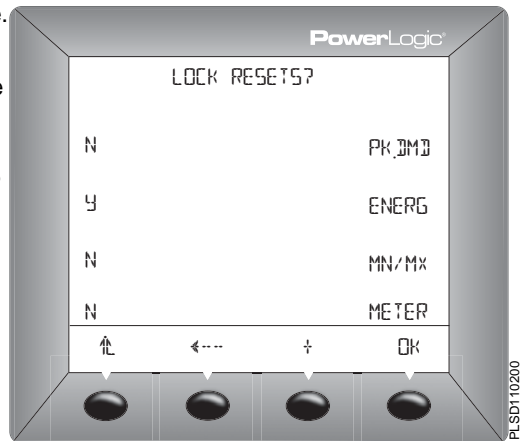 e.
PowerLogic®
e
LOCK RESETS?
N PK.DMD
Y ENERG
N MN/MX
N METER
<--- + OK
PLSD110200